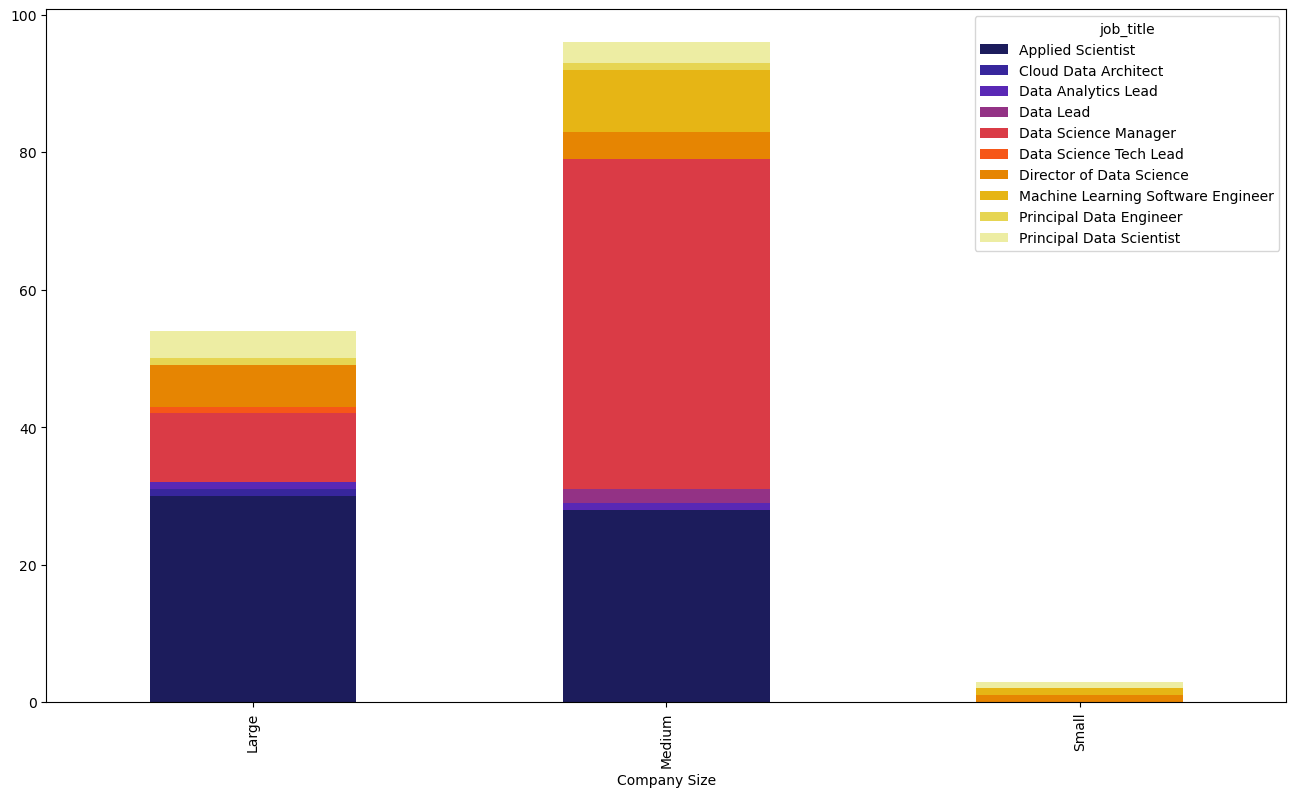 100
80
60
40
20
0
job_title
Applied Scientist
Cloud Data Architect
Data Analytics Lead
Data Lead
Data Science Manager
Data Science Tech Lead
Director of Data Science
Machine Learning Software Engineer
Principal Data Engineer
Principal Data Scientist
Large
Medium
Small
Company Size